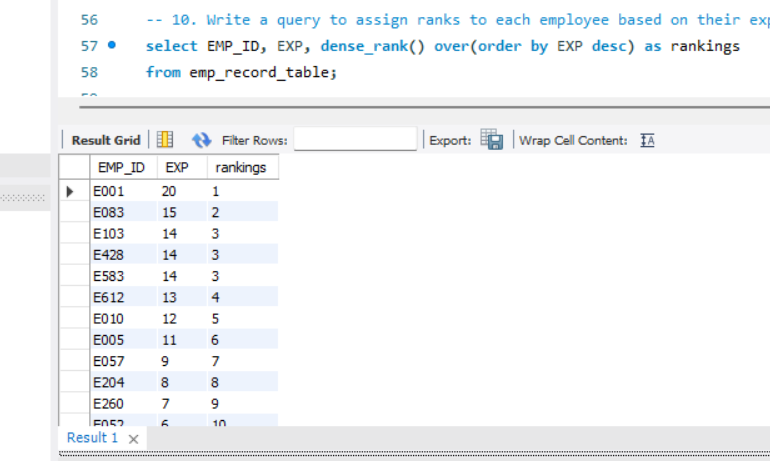 56 -- 10. Write a query to assign ranks to each employee based on their exp
57 select EMP_ID, EXP, dense_rank() over(order by EXP desc) as rankings
58 from emp_record_table;
Result Grid Filter Rows: Export: Wrap Cell Content: IA
EMP_ID EXP rankings
E001 20 1
E083 15 2
E103 14 3
E428 14 3
E583 14 3
E612 13 4
E010 12 5
E005 11 6
E057 9 7
E204 8 8
E260 7 9
E052 6 10
Result 1